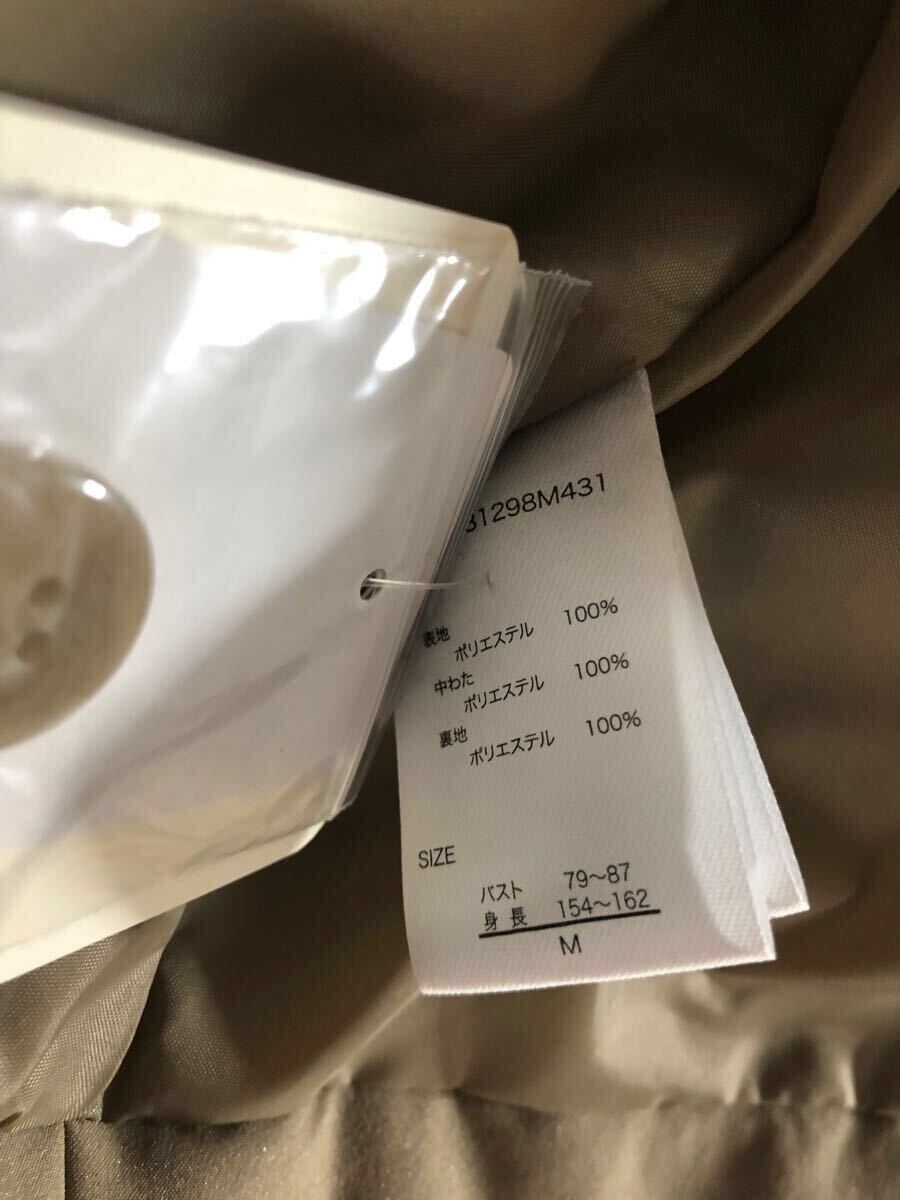 31298M431
表地
ポリエステル 100%
中わた
ポリエステル 100%
裏地
ポリエステル 100%
SIZE
バスト 79〜87
身長 154〜162
M